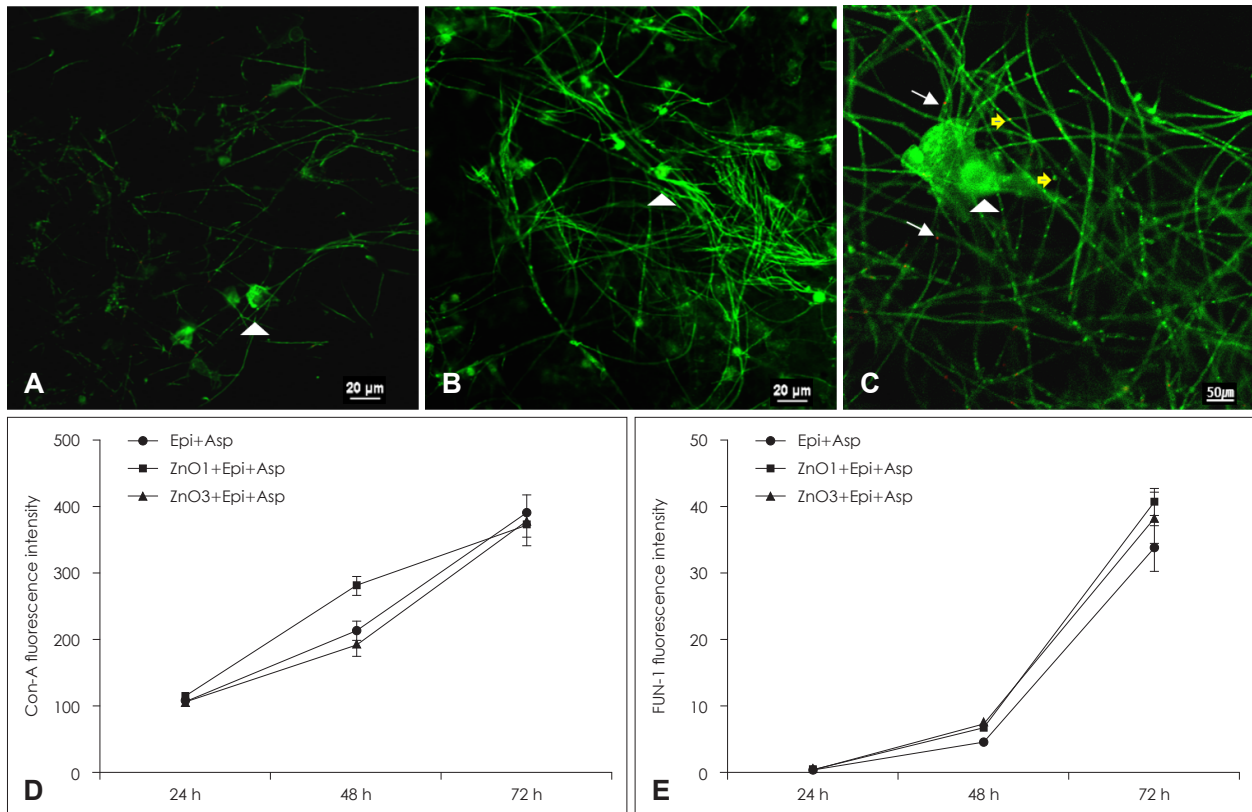 A
20 µm
B
20 µm
C
50µm
500
400
300
200
100
0
Con-A fluorescence intensity
Epi+Asp
ZnO1+Epi+Asp
ZnO3+Epi+Asp
24 h
48 h
72 h
D
50
40
30
20
10
0
FUN-1 fluorescence intensity
Epi+Asp
ZnO1+Epi+Asp
ZnO3+Epi+Asp
24 h
48 h
72 h
E